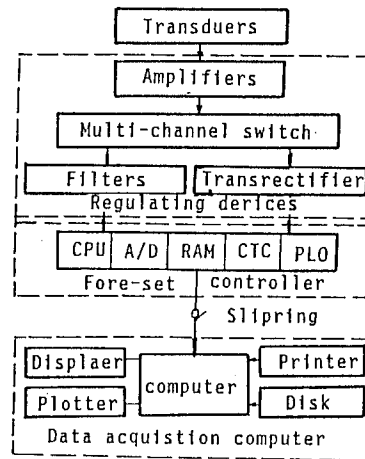 Transduers
Amplifiers
Multi-channel switch
Filters Transrectifier
Regulating derices
CPU A/D RAM CTC PLO
Fore-set controller
Slipring
Displaer computer Printer
Plotter Disk
Data acquistion computer